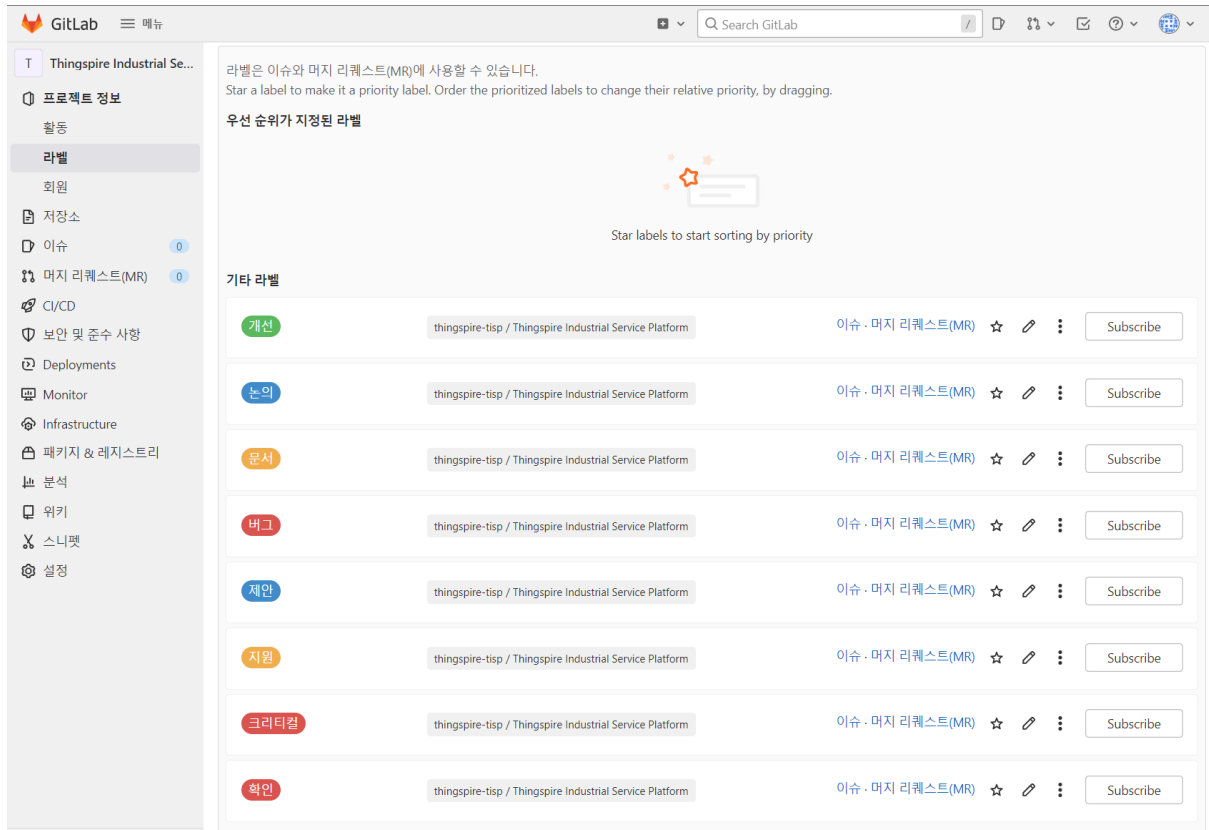 GitLab 메뉴 Search GitLab /
T Thingspire Industrial Se...
프로젝트 정보
활동
라벨
회원
저장소
이슈 0
머지 리퀘스트(MR) 0
CI/CD
보안 및 준수 사항
Deployments
Monitor
Infrastructure
패키지 & 레지스트리
분석
위키
스니펫
설정
라벨은 이슈와 머지 리퀘스트(MR)에 사용할 수 있습니다.
Star a label to make it a priority label. Order the prioritized labels to change their relative priority, by dragging.
우선 순위가 지정된 라벨
Star labels to start sorting by priority
기타 라벨
개선 thingspire-tisp / Thingspire Industrial Service Platform 이슈 · 머지 리퀘스트(MR) Subscribe
논의 thingspire-tisp / Thingspire Industrial Service Platform 이슈 · 머지 리퀘스트(MR) Subscribe
문서 thingspire-tisp / Thingspire Industrial Service Platform 이슈 · 머지 리퀘스트(MR) Subscribe
버그 thingspire-tisp / Thingspire Industrial Service Platform 이슈 · 머지 리퀘스트(MR) Subscribe
제안 thingspire-tisp / Thingspire Industrial Service Platform 이슈 · 머지 리퀘스트(MR) Subscribe
지원 thingspire-tisp / Thingspire Industrial Service Platform 이슈 · 머지 리퀘스트(MR) Subscribe
크리티컬 thingspire-tisp / Thingspire Industrial Service Platform 이슈 · 머지 리퀘스트(MR) Subscribe
확인 thingspire-tisp / Thingspire Industrial Service Platform 이슈 · 머지 리퀘스트(MR) Subscribe